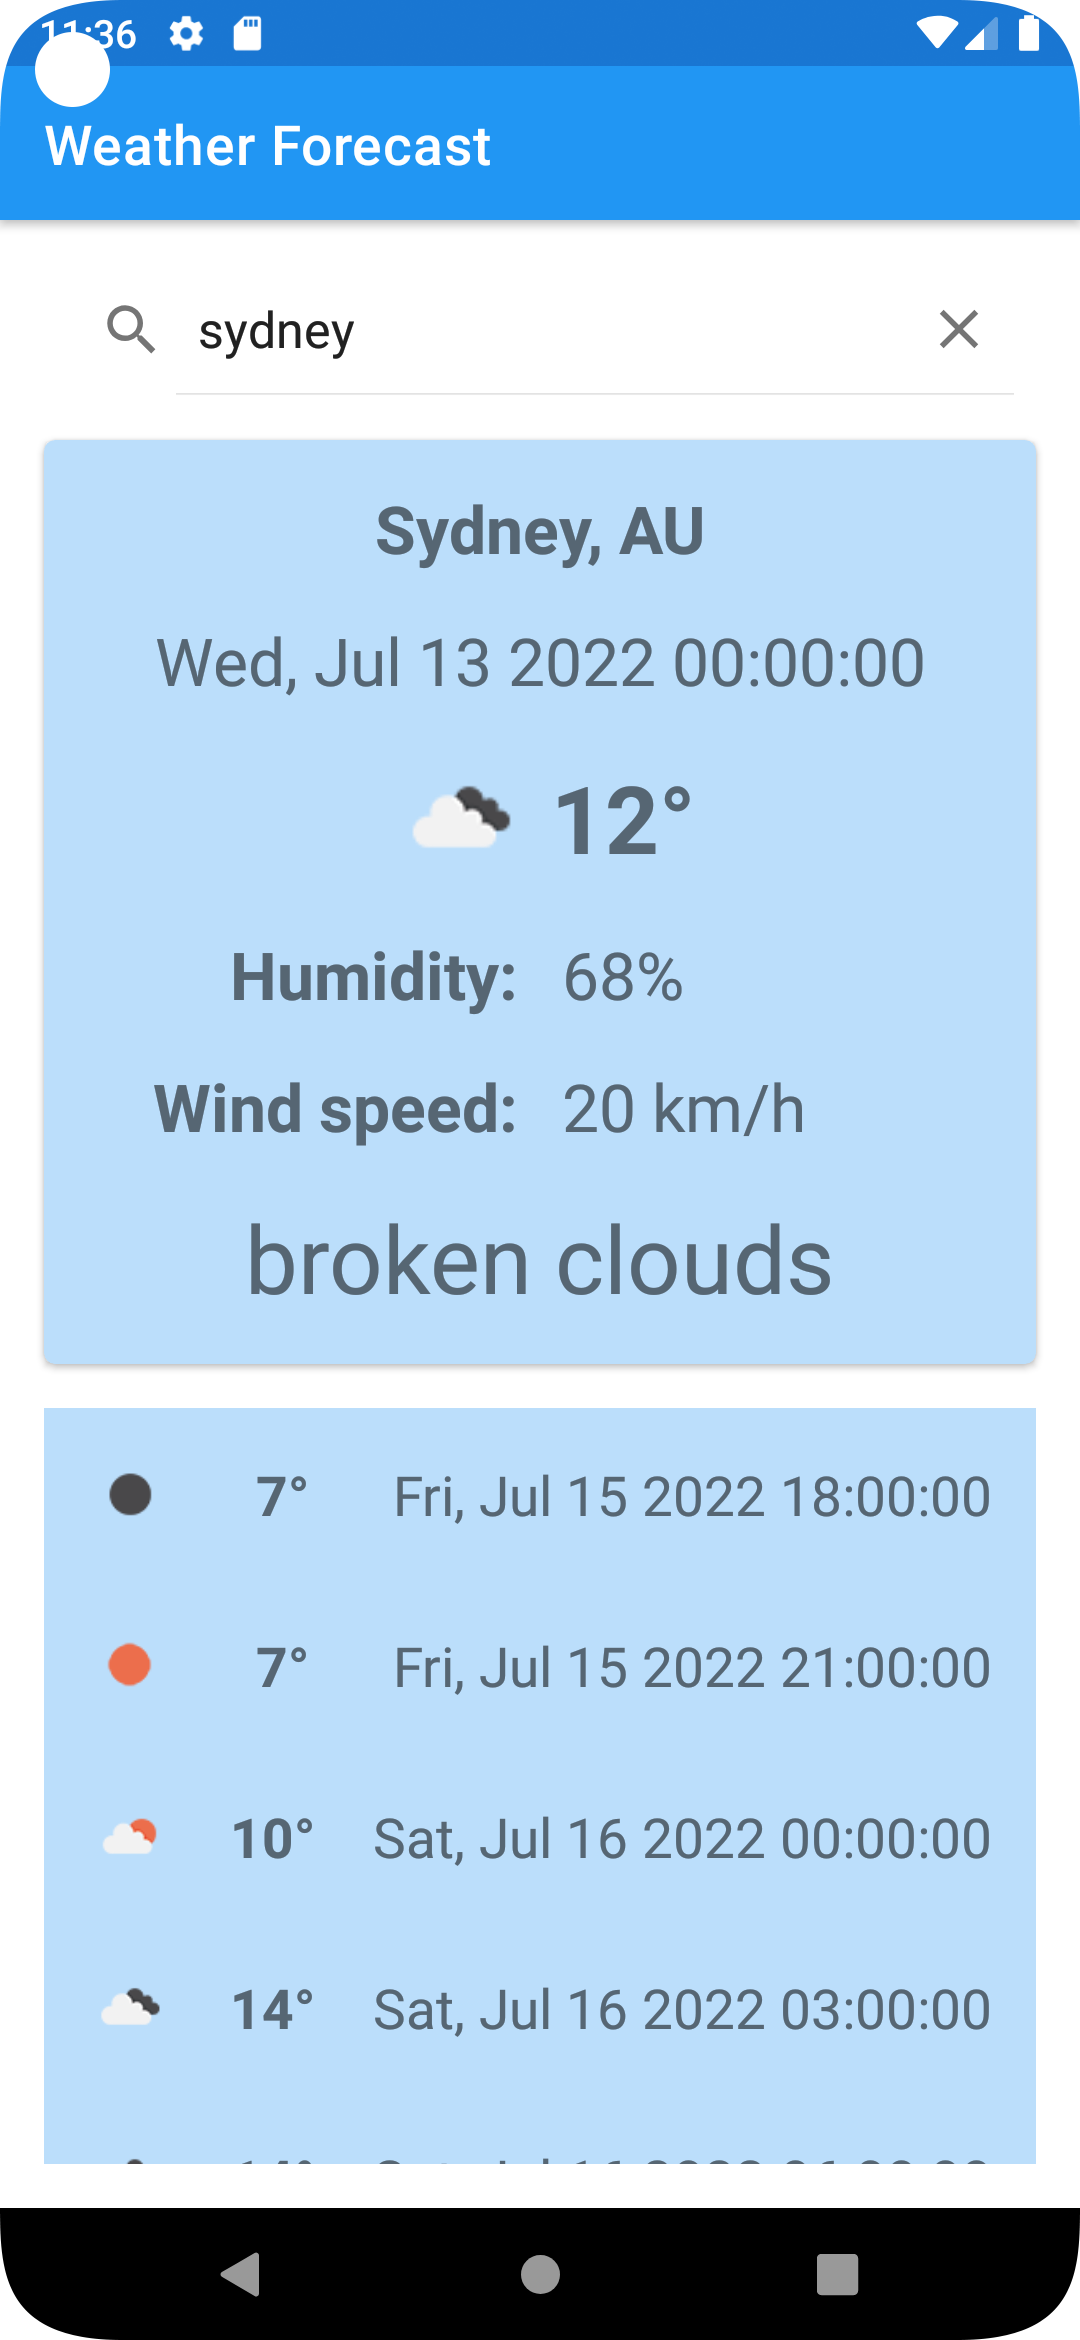 11:36
Weather Forecast
sydney
Sydney, AU
Wed, Jul 13 2022 00:00:00
12°
Humidity: 68%
Wind speed: 20 km/h
broken clouds
7° Fri, Jul 15 2022 18:00:00
7° Fri, Jul 15 2022 21:00:00
10° Sat, Jul 16 2022 00:00:00
14° Sat, Jul 16 2022 03:00:00